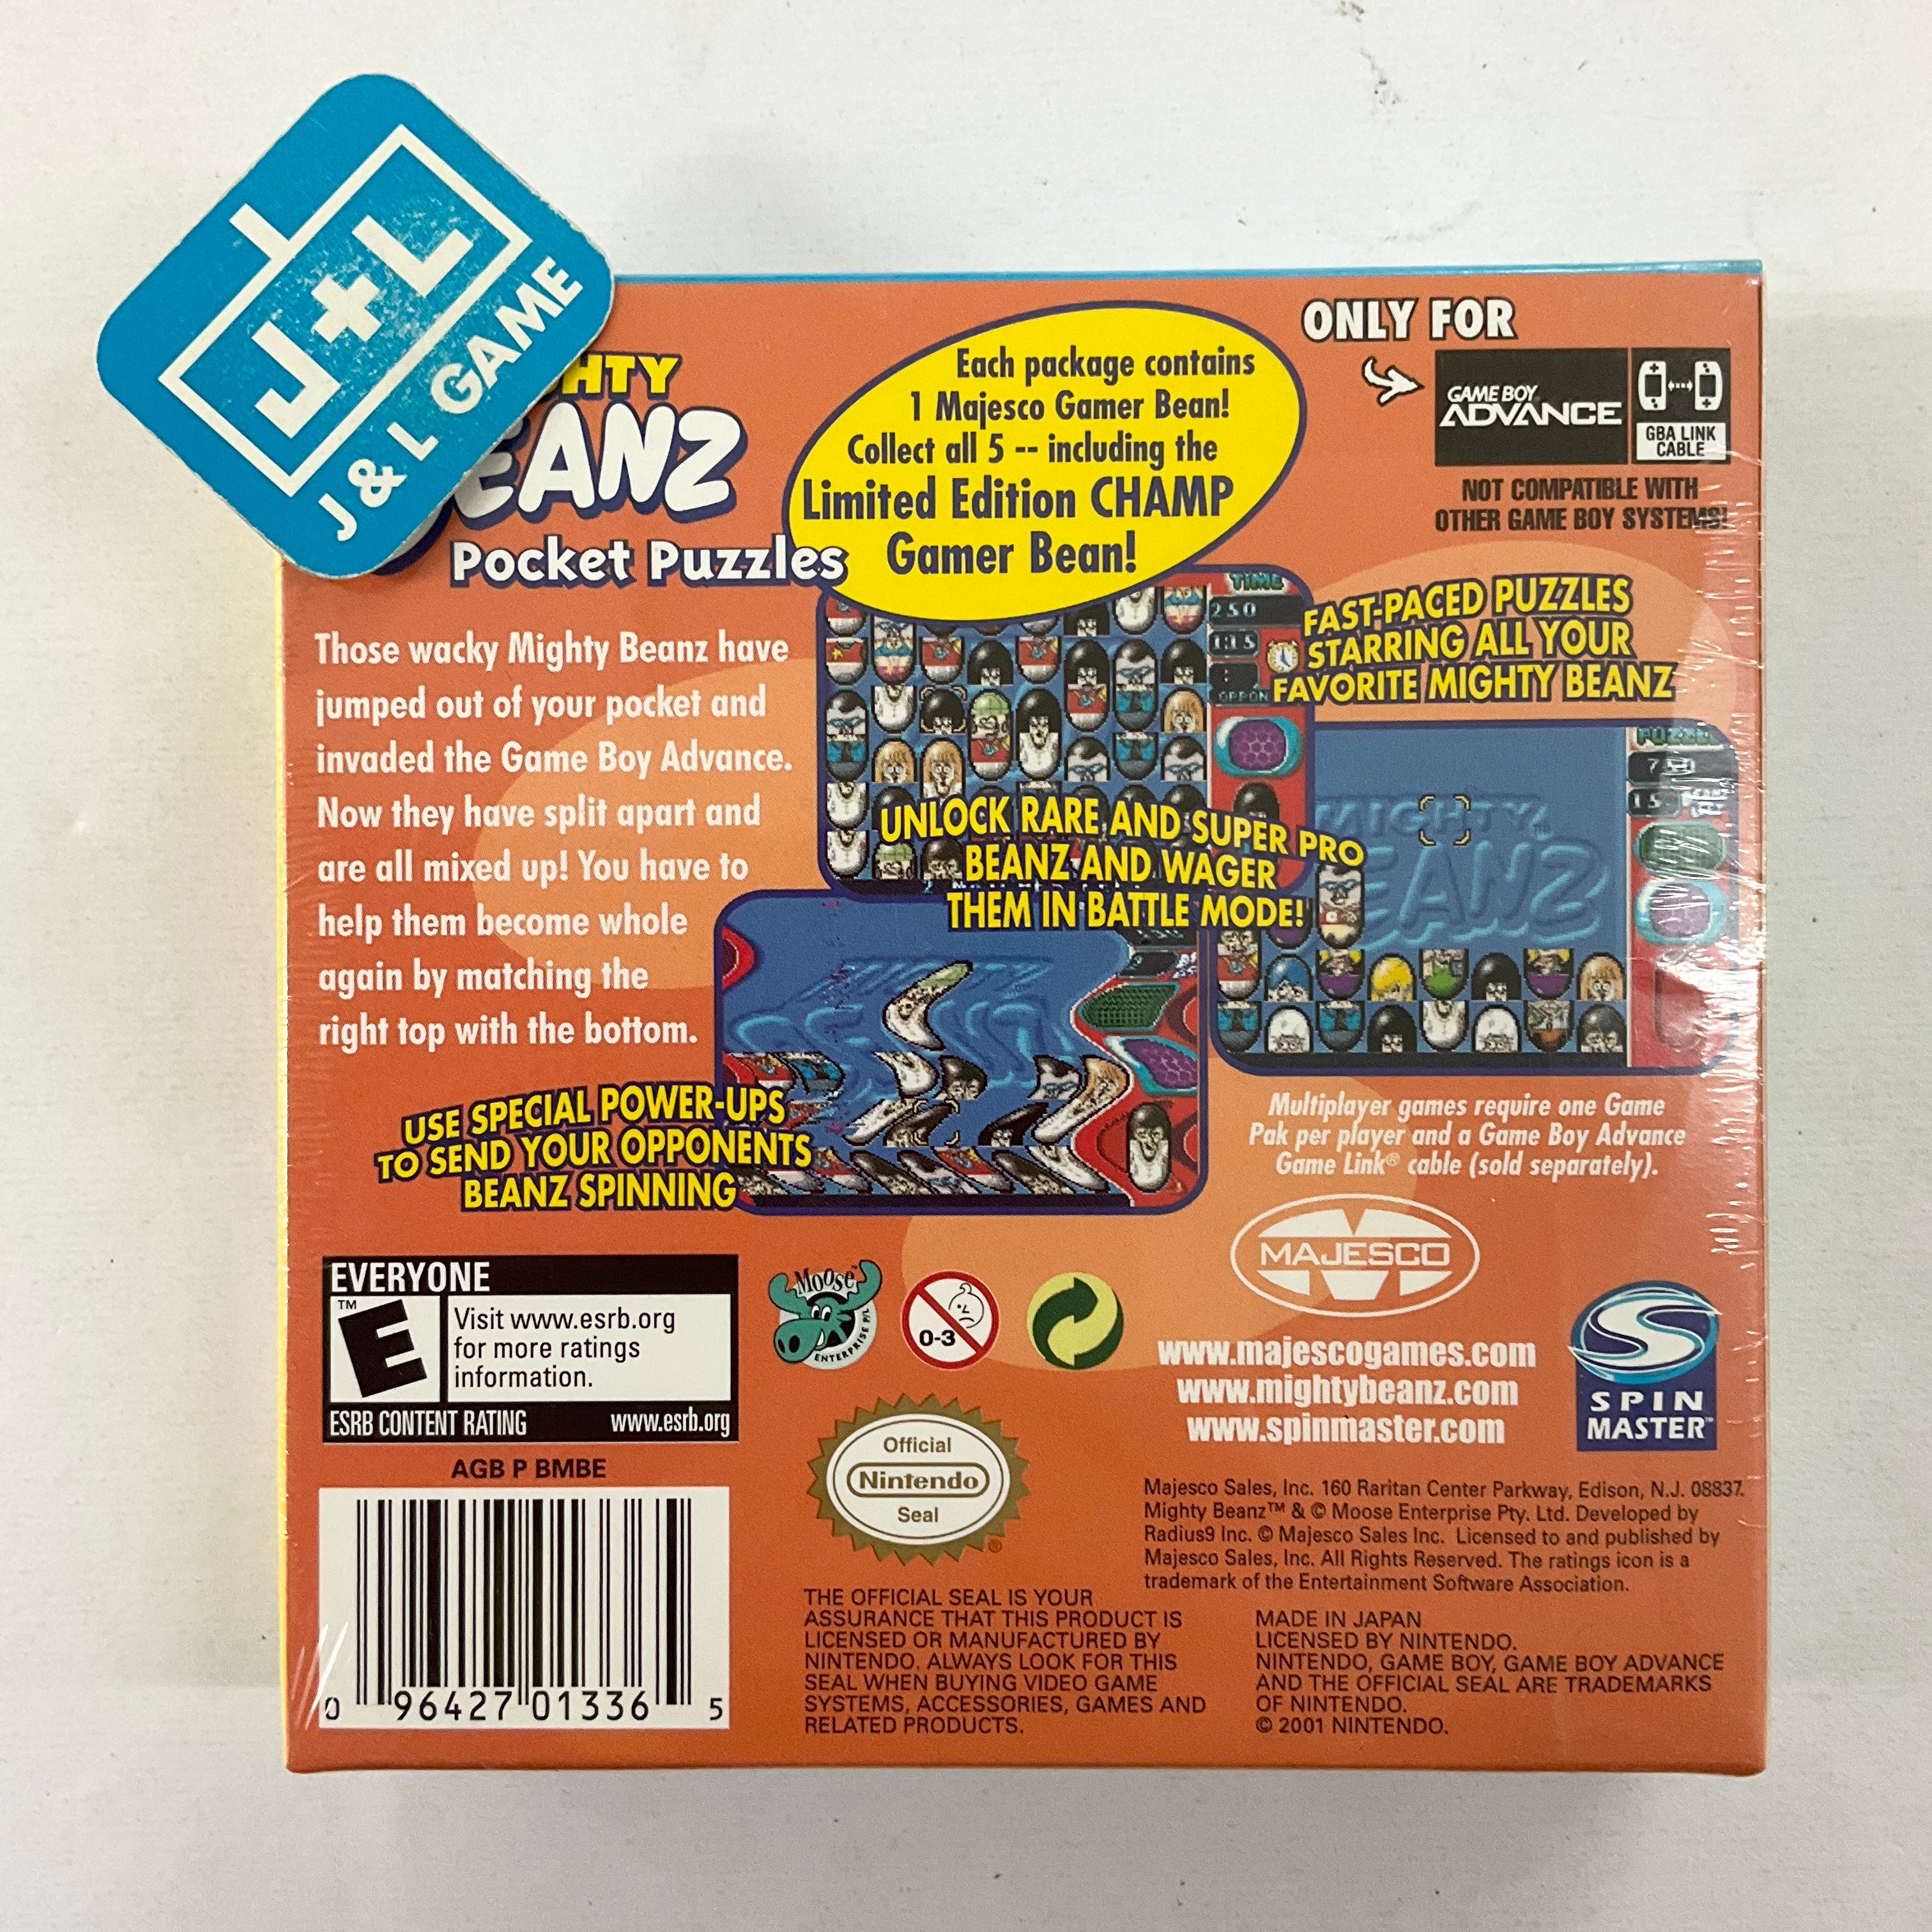 J+L
J & L GAME
BEANZ
Pocket Puzzles
Each package contains
1 Majesco Gamer Bean!
Collect all 5 -- including the
Limited Edition CHAMP
Gamer Bean!
ONLY FOR
GAME BOY
ADVANCE
GBA LINK
CABLE
NOT COMPATIBLE WITH
OTHER GAME BOY SYSTEMS!
Those wacky Mighty Beanz have
jumped out of your pocket and
invaded the Game Boy Advance.
Now they have split apart and
are all mixed up! You have to
help them become whole
again by matching the
right top with the bottom.
TIME
250
FAST-PACED PUZZLES
STARRING ALL YOUR
FAVORITE MIGHTY BEANZ
UNLOCK RARE AND SUPER PRO
BEANZ AND WAGER
THEM IN BATTLE MODE!
MIGHTY
BEANZ
USE SPECIAL POWER-UPS
TO SEND YOUR OPPONENTS
BEANZ SPINNING
Multiplayer games require one Game
Pak per player and a Game Boy Advance
Game Link® cable (sold separately).
EVERYONE
E™
Visit www.esrb.org
for more ratings
information.
ESRB CONTENT RATING www.esrb.org
Moose™
ENTERPRISE P/L
0-3
MAJESCO
www.majescogames.com
www.mightybeanz.com
www.spinmaster.com
SPIN
MASTER™
AGB P BMBE
Official
Nintendo
Seal
®
Majesco Sales, Inc. 160 Raritan Center Parkway, Edison, N.J. 08837.
Mighty Beanz™ & © Moose Enterprise Pty. Ltd. Developed by
Radius9 Inc. © Majesco Sales Inc. Licensed to and published by
Majesco Sales, Inc. All Rights Reserved. The ratings icon is a
trademark of the Entertainment Software Association.
THE OFFICIAL SEAL IS YOUR
ASSURANCE THAT THIS PRODUCT IS
LICENSED OR MANUFACTURED BY
NINTENDO. ALWAYS LOOK FOR THIS
SEAL WHEN BUYING VIDEO GAME
SYSTEMS, ACCESSORIES, GAMES AND
RELATED PRODUCTS.
MADE IN JAPAN
LICENSED BY NINTENDO.
NINTENDO, GAME BOY, GAME BOY ADVANCE
AND THE OFFICIAL SEAL ARE TRADEMARKS
OF NINTENDO.
© 2001 NINTENDO.
0 96427 01336 5